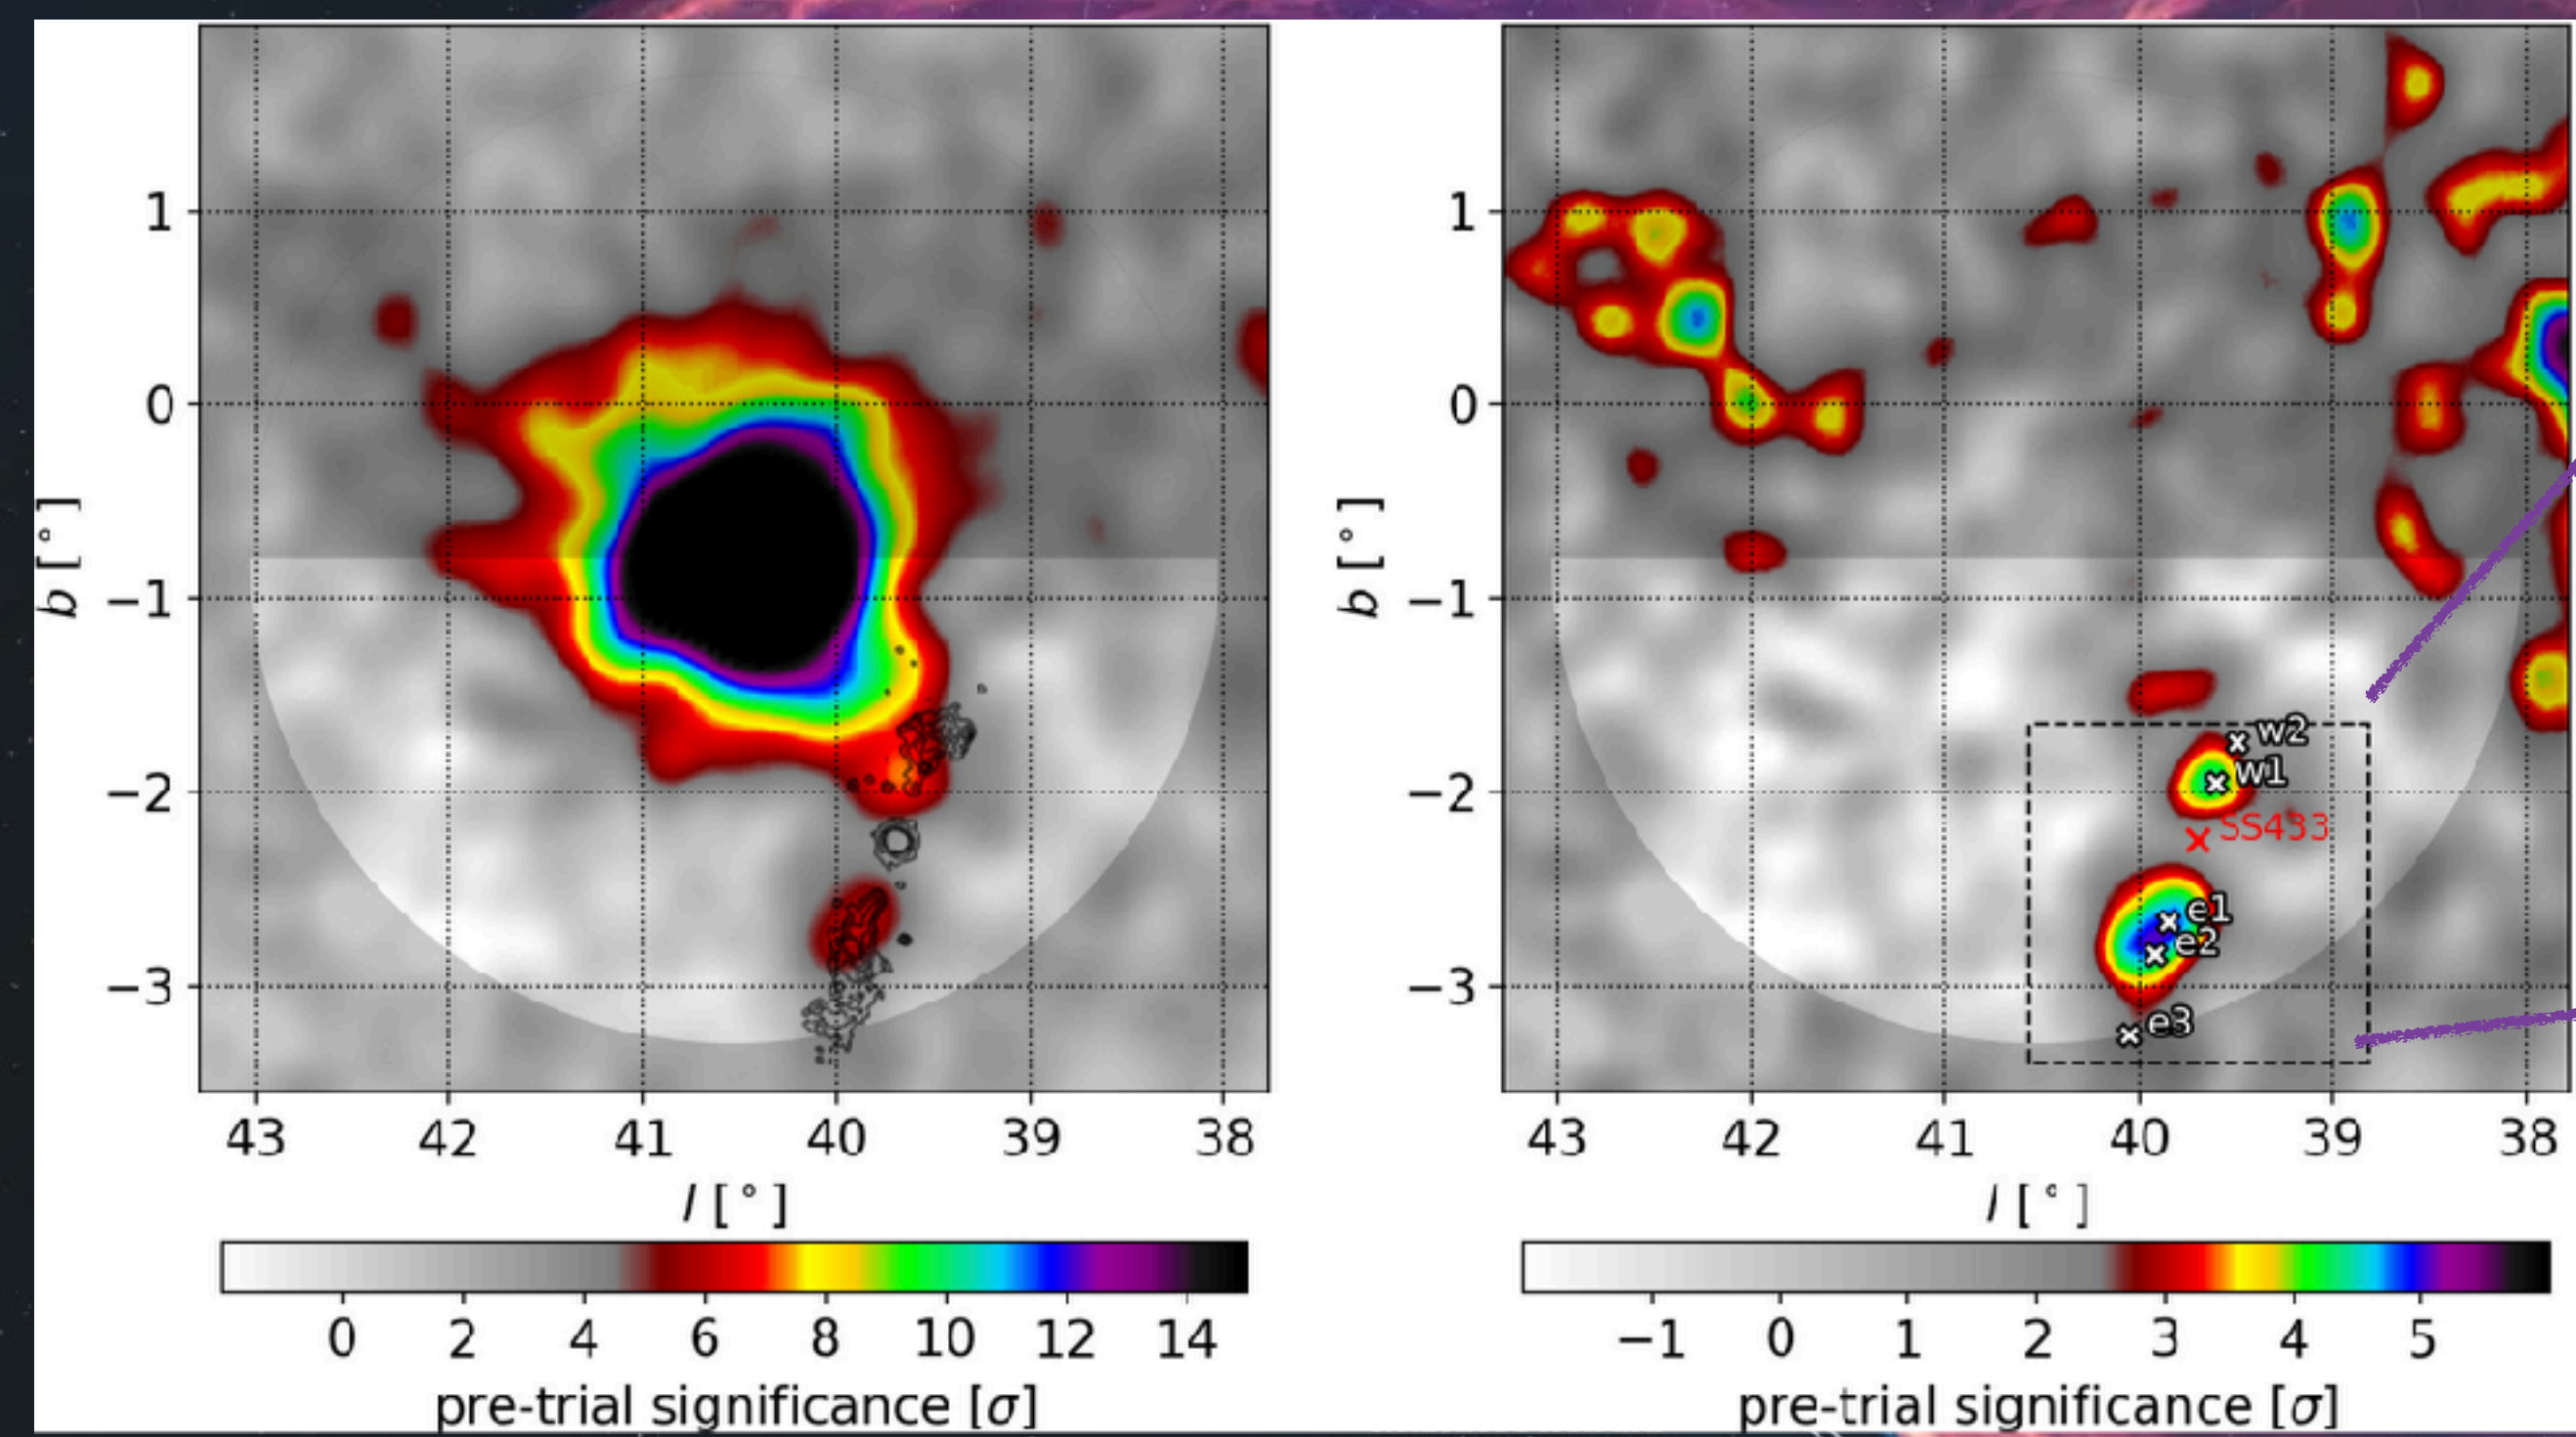 1
0
−1
−2
−3
b [°]
43 42 41 40 39 38
l [°]
0 2 4 6 8 10 12 14
pre-trial significance [σ]
1
0
−1
−2
−3
b [°]
w2
w1
SS433
e1
e2
e3
43 42 41 40 39 38
l [°]
−1 0 1 2 3 4 5
pre-trial significance [σ]